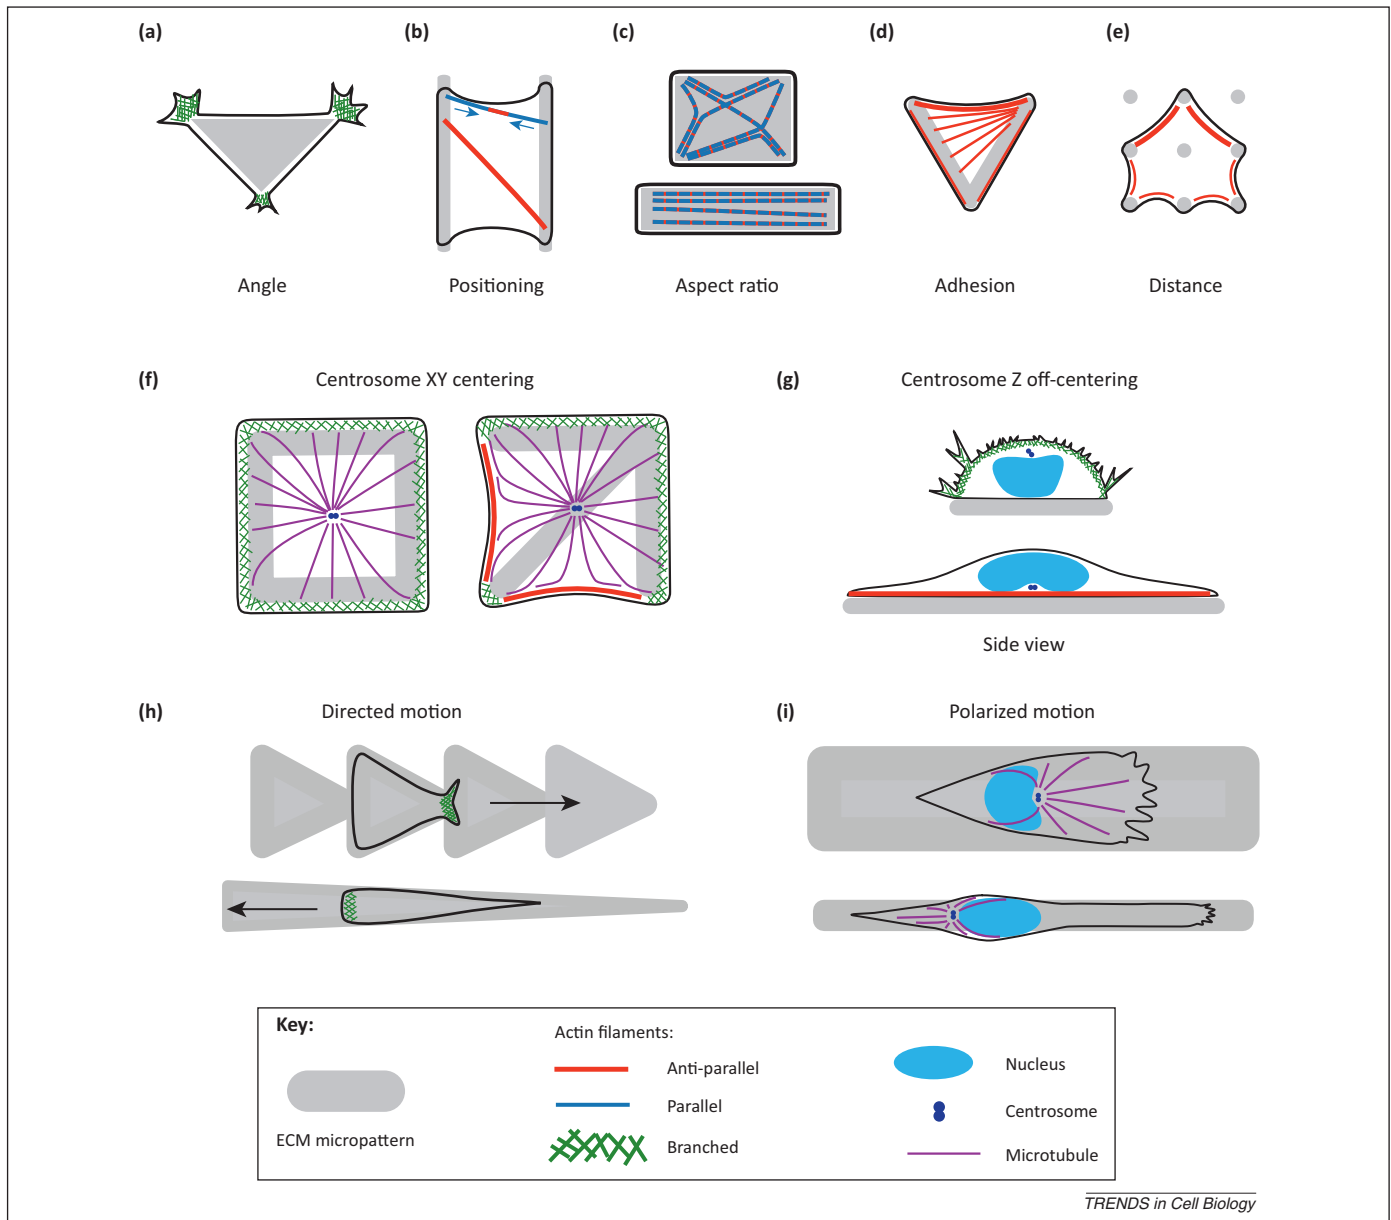 (a)
(b)
(c)
(d)
(e)
Angle
Positioning
Aspect ratio
Adhesion
Distance
(f)
Centrosome XY centering
(g)
Centrosome Z off-centering
Side view
(h)
Directed motion
(i)
Polarized motion
Key:
ECM micropattern
Actin filaments:
Anti-parallel
Parallel
Branched
Nucleus
Centrosome
Microtubule
TRENDS in Cell Biology